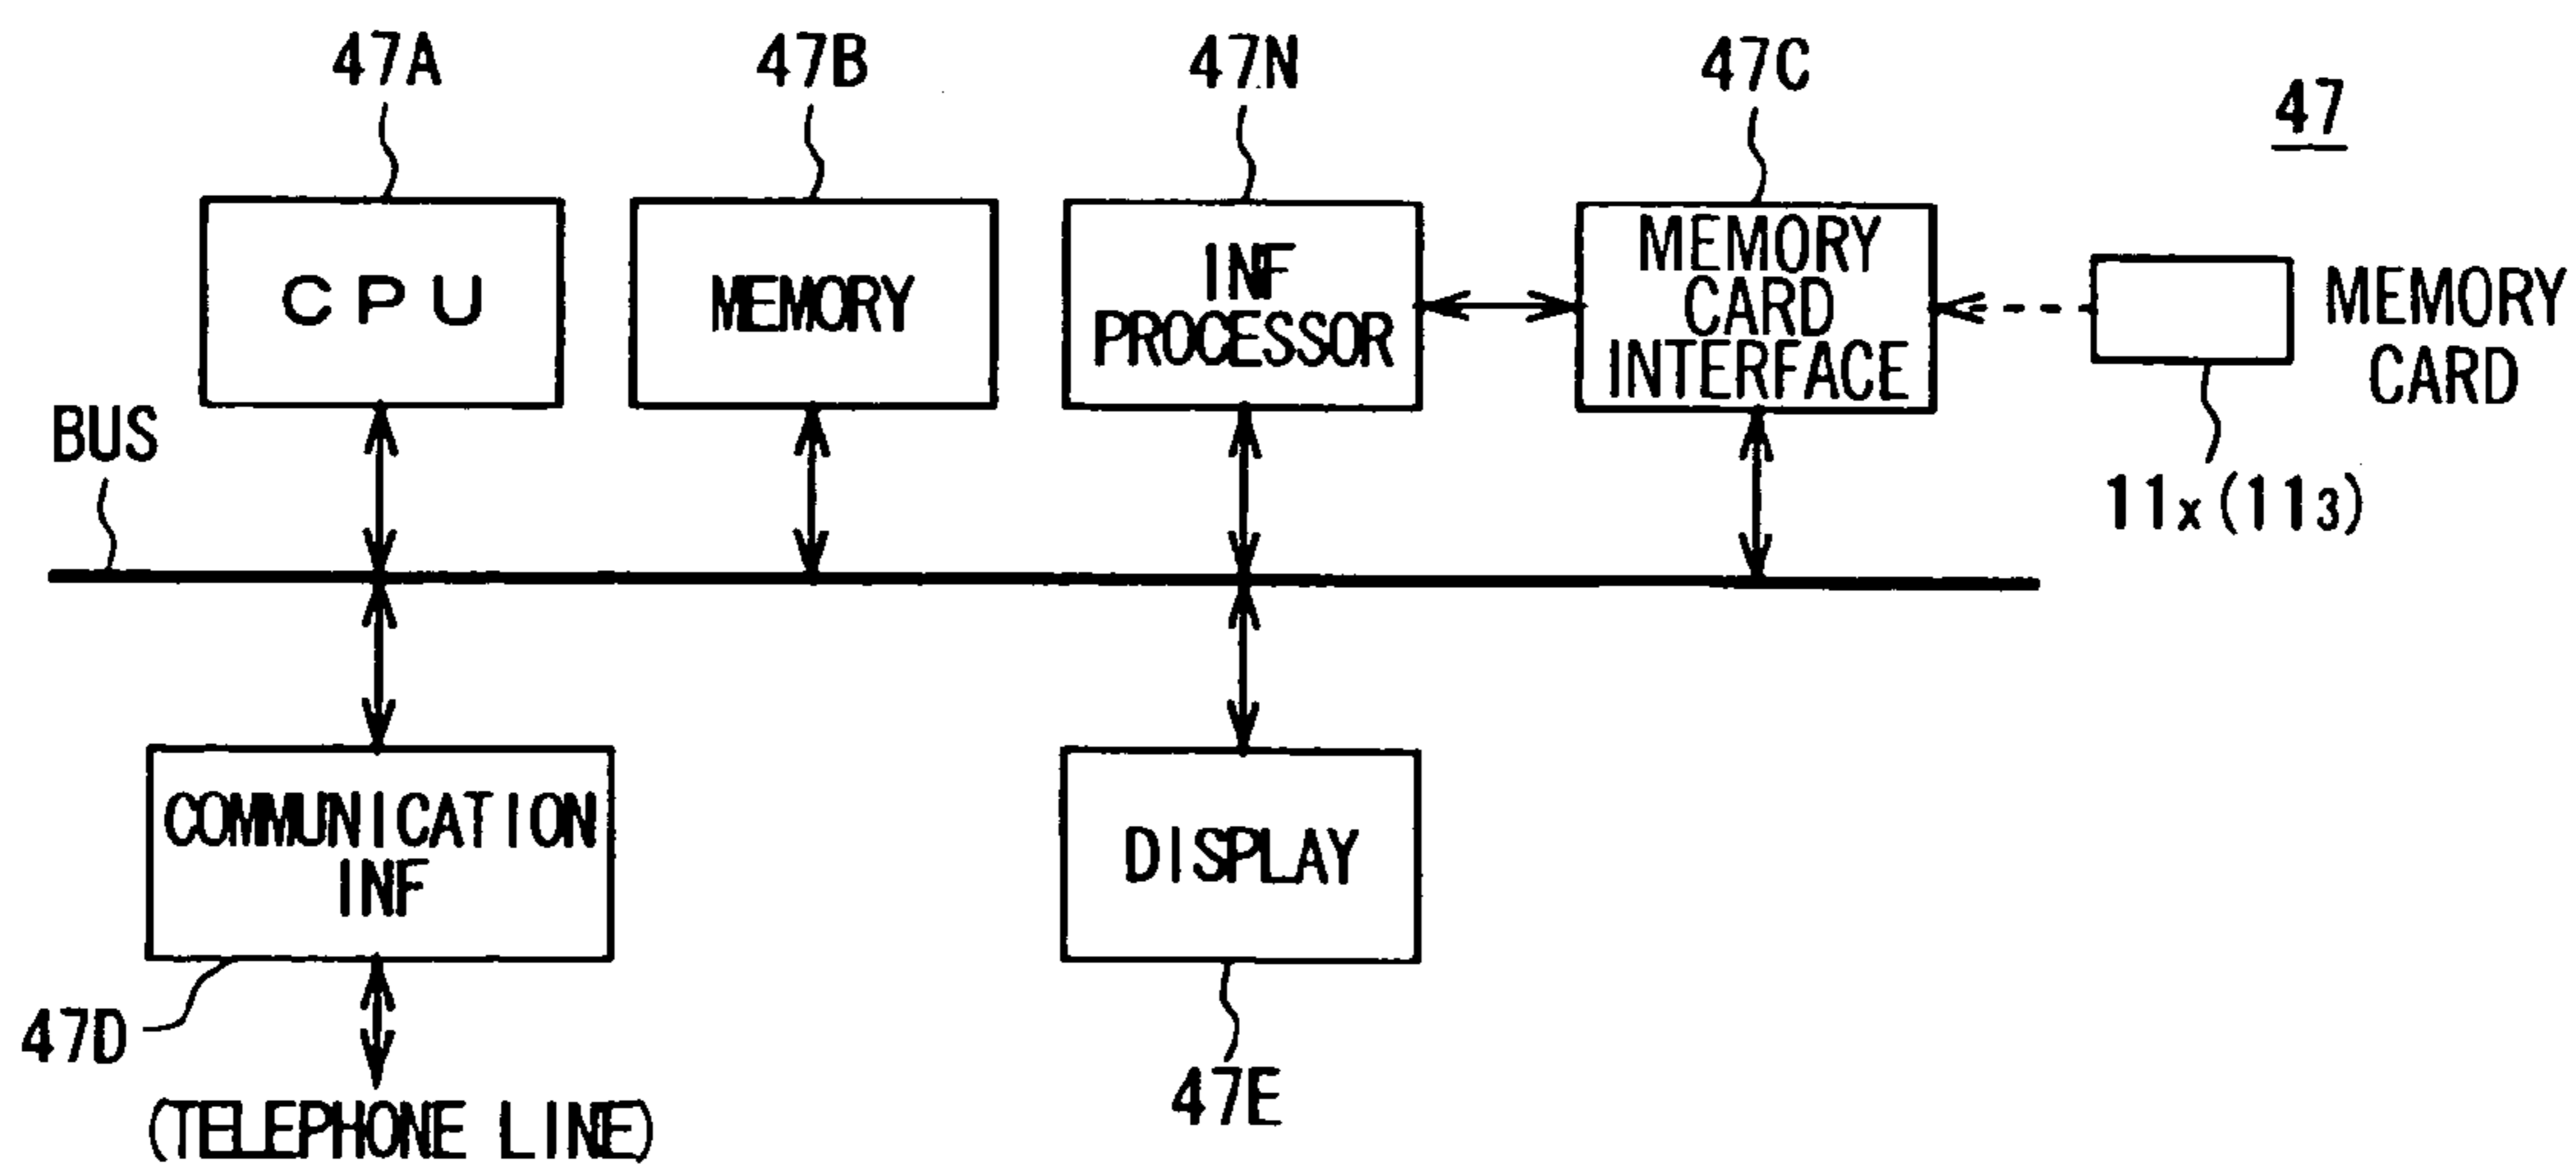 47A
47B
47N
47C
47
CPU
MEMORY
INF
PROCESSOR
MEMORY
CARD
INTERFACE
MEMORY
CARD
BUS
11x (113)
COMMUNICATION
INF
DISPLAY
47D
47E
(TELEPHONE LINE)